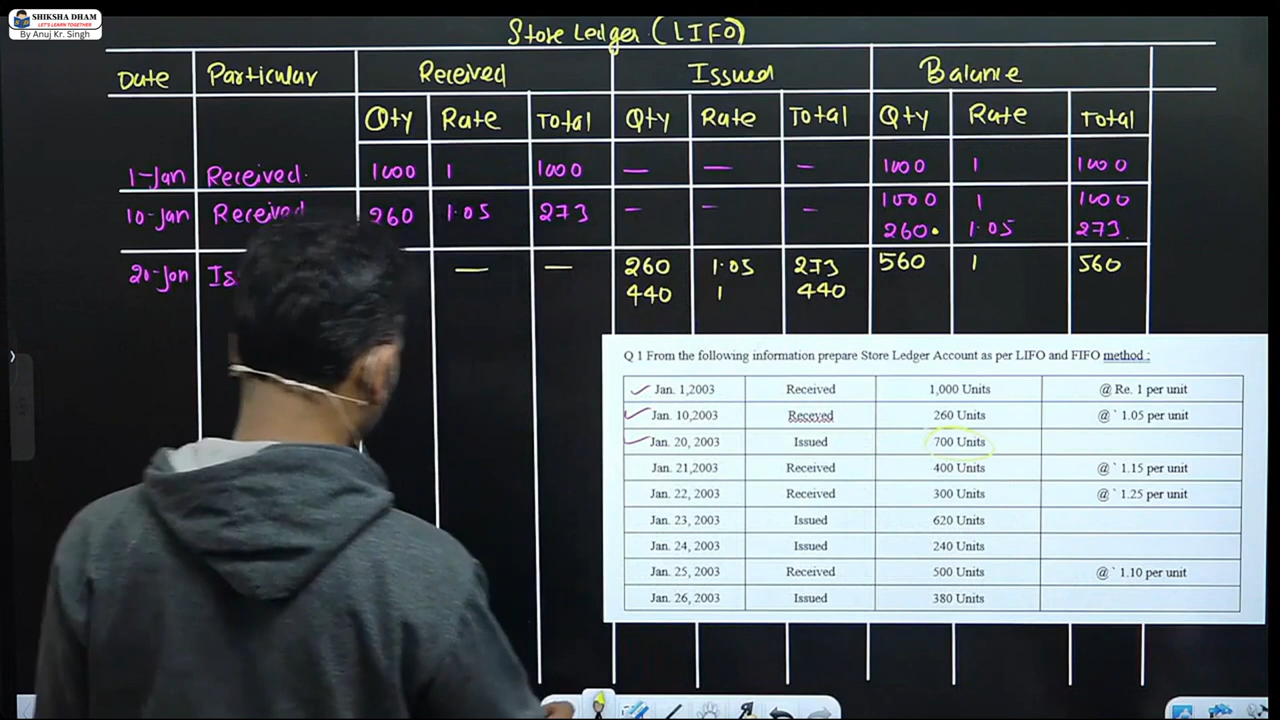 SHIKSHA DHAM
LET'S LEARN TOGETHER
By Anuj Kr. Singh
Store Ledger (LIFO)
Date Particular Received Issued Balance
Qty Rate Total Qty Rate Total Qty Rate Total
1-Jan Received 1000 1 1000 — — — 1000 1 1000
10-Jan Received 260 1.05 273 — — — 1000 1 1000
260 1.05 273
20-Jan Is — — 260 1.05 273 560 1 560
440 1 440
Q 1 From the following information prepare Store Ledger Account as per LIFO and FIFO method :
Jan. 1,2003 Received 1,000 Units @ Re. 1 per unit
Jan. 10,2003 Receved 260 Units @ ` 1.05 per unit
Jan. 20, 2003 Issued 700 Units
Jan. 21,2003 Received 400 Units @ ` 1.15 per unit
Jan. 22, 2003 Received 300 Units @ ` 1.25 per unit
Jan. 23, 2003 Issued 620 Units
Jan. 24, 2003 Issued 240 Units
Jan. 25, 2003 Received 500 Units @ ` 1.10 per unit
Jan. 26, 2003 Issued 380 Units